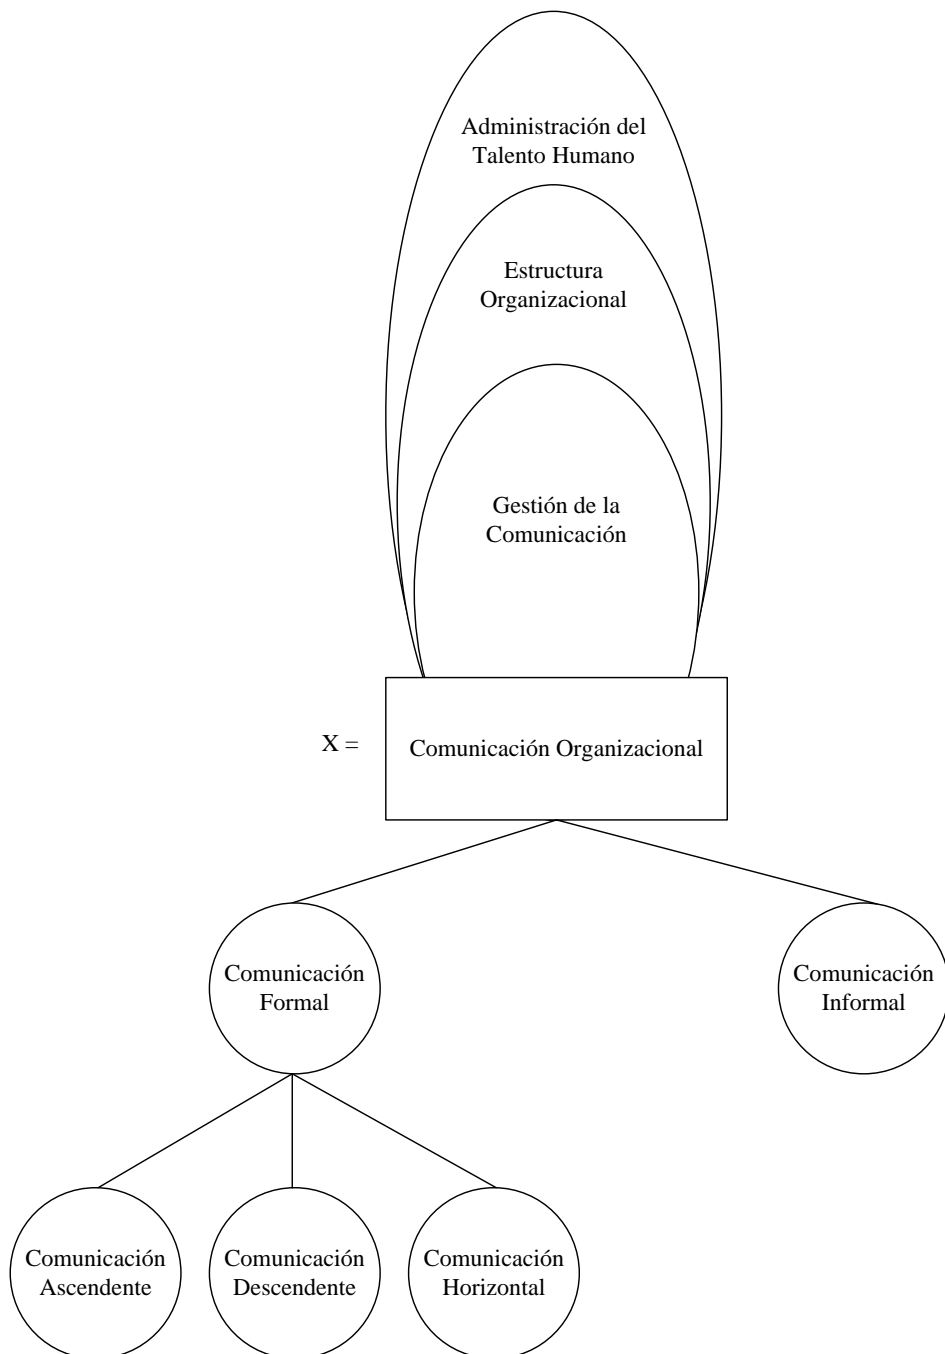 Administración del
Talento Humano
Estructura
Organizacional
Gestión de la
Comunicación
X =
Comunicación Organizacional
Comunicación
Formal
Comunicación
Informal
Comunicación
Ascendente
Comunicación
Descendente
Comunicación
Horizontal